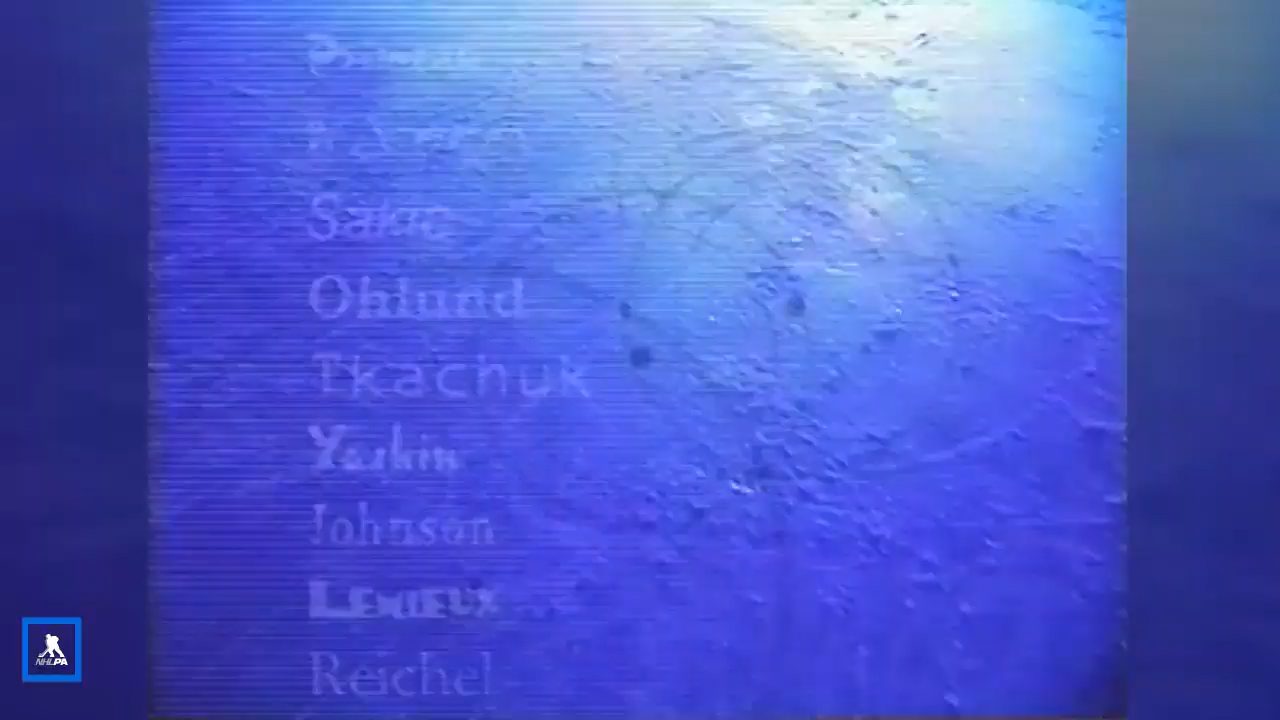 Sakic
Ohlund
Tkachuk
Yashin
Johnson
LEMIEUX
Reichel
NHLPA